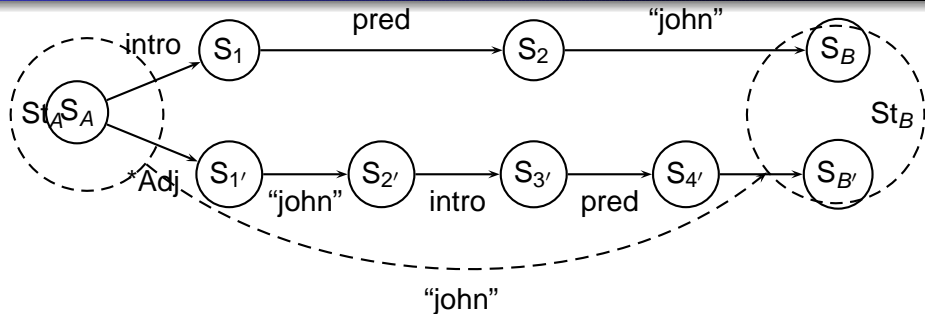 pred “john”
intro
S1 S2 SB
StA SA StB
*Adj S1′ S2′ S3′ S4′ SB′
“john” intro pred
“john”